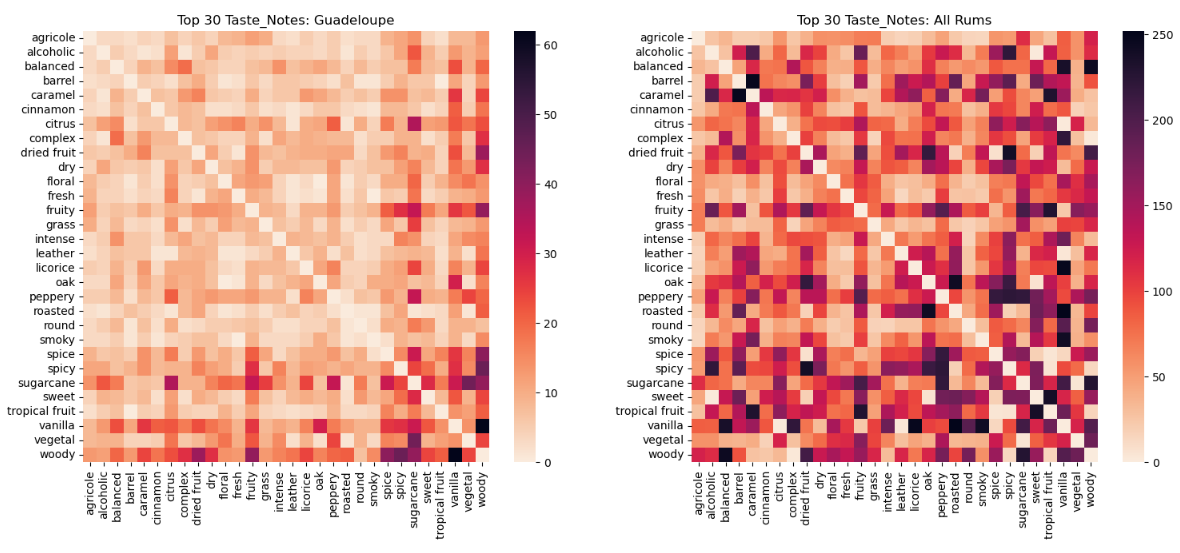 Top 30 Taste_Notes: Guadeloupe
agricole
alcoholic
balanced
barrel
caramel
cinnamon
citrus
complex
dried fruit
dry
floral
fresh
fruity
grass
intense
leather
licorice
oak
peppery
roasted
round
smoky
spice
spicy
sugarcane
sweet
tropical fruit
vanilla
vegetal
woody
agricole
alcoholic
balanced
barrel
caramel
cinnamon
citrus
complex
dried fruit
dry
floral
fresh
fruity
grass
intense
leather
licorice
oak
peppery
roasted
round
smoky
spice
spicy
sugarcane
sweet
tropical fruit
vanilla
vegetal
woody
60
50
40
30
20
10
0
Top 30 Taste_Notes: All Rums
agricole
alcoholic
balanced
barrel
caramel
cinnamon
citrus
complex
dried fruit
dry
floral
fresh
fruity
grass
intense
leather
licorice
oak
peppery
roasted
round
smoky
spice
spicy
sugarcane
sweet
tropical fruit
vanilla
vegetal
woody
agricole
alcoholic
balanced
barrel
caramel
cinnamon
citrus
complex
dried fruit
dry
floral
fresh
fruity
grass
intense
leather
licorice
oak
peppery
roasted
round
smoky
spice
spicy
sugarcane
sweet
tropical fruit
vanilla
vegetal
woody
250
200
150
100
50
0